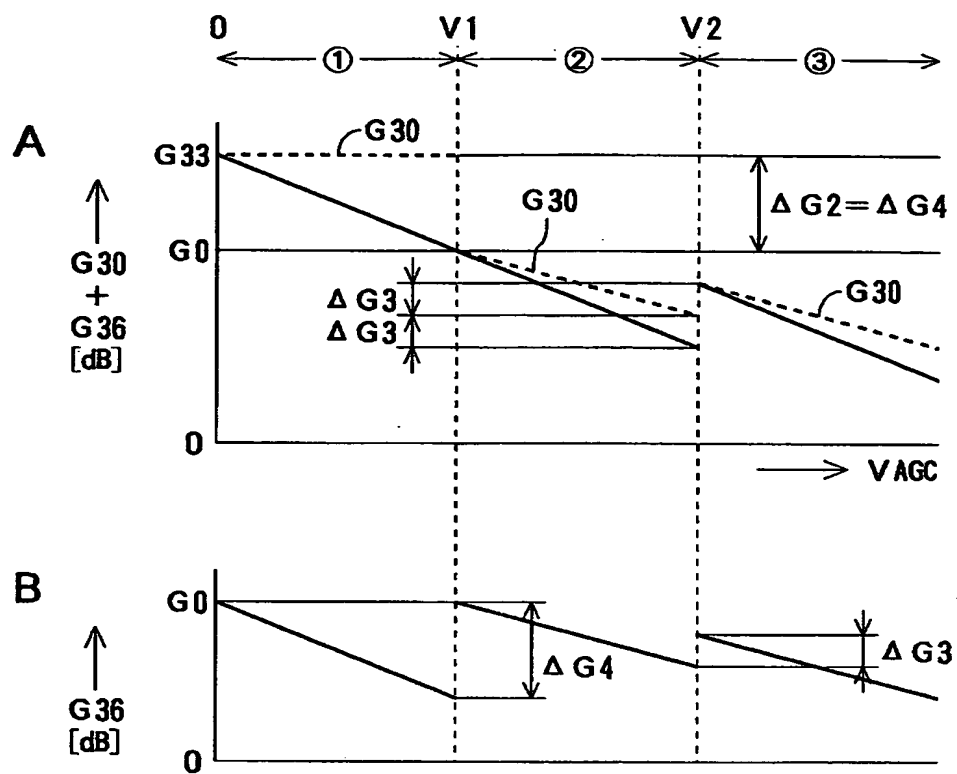 0 V1 V2
① ② ③
A
G30
G33
G30
ΔG2=ΔG4
G0
G30
+
G36
[dB]
ΔG3
ΔG3
G30
0
VAGC
B
G0
ΔG4
ΔG3
G36
[dB]
0